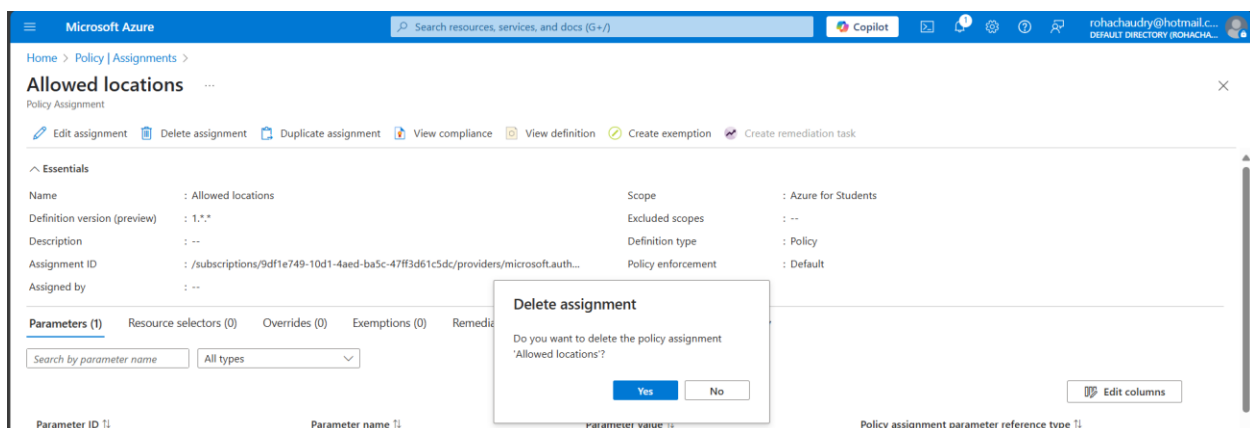 Microsoft Azure
Search resources, services, and docs (G+/)
Copilot
1
rohachaudry@hotmail.c...
DEFAULT DIRECTORY (ROHACHA...
Home > Policy | Assignments >
Allowed locations ...
Policy Assignment
Edit assignment Delete assignment Duplicate assignment View compliance View definition Create exemption Create remediation task
Essentials
Name : Allowed locations Scope : Azure for Students
Definition version (preview) : 1.*.* Excluded scopes : --
Description : -- Definition type : Policy
Assignment ID : /subscriptions/9df1e749-10d1-4aed-ba5c-47ff3d61c5dc/providers/microsoft.auth... Policy enforcement : Default
Assigned by : --
Delete assignment
Do you want to delete the policy assignment
'Allowed locations'?
Yes No
Parameters (1) Resource selectors (0) Overrides (0) Exemptions (0) Remedia
Search by parameter name All types
Edit columns
Parameter ID Parameter name Parameter value Policy assignment parameter reference type